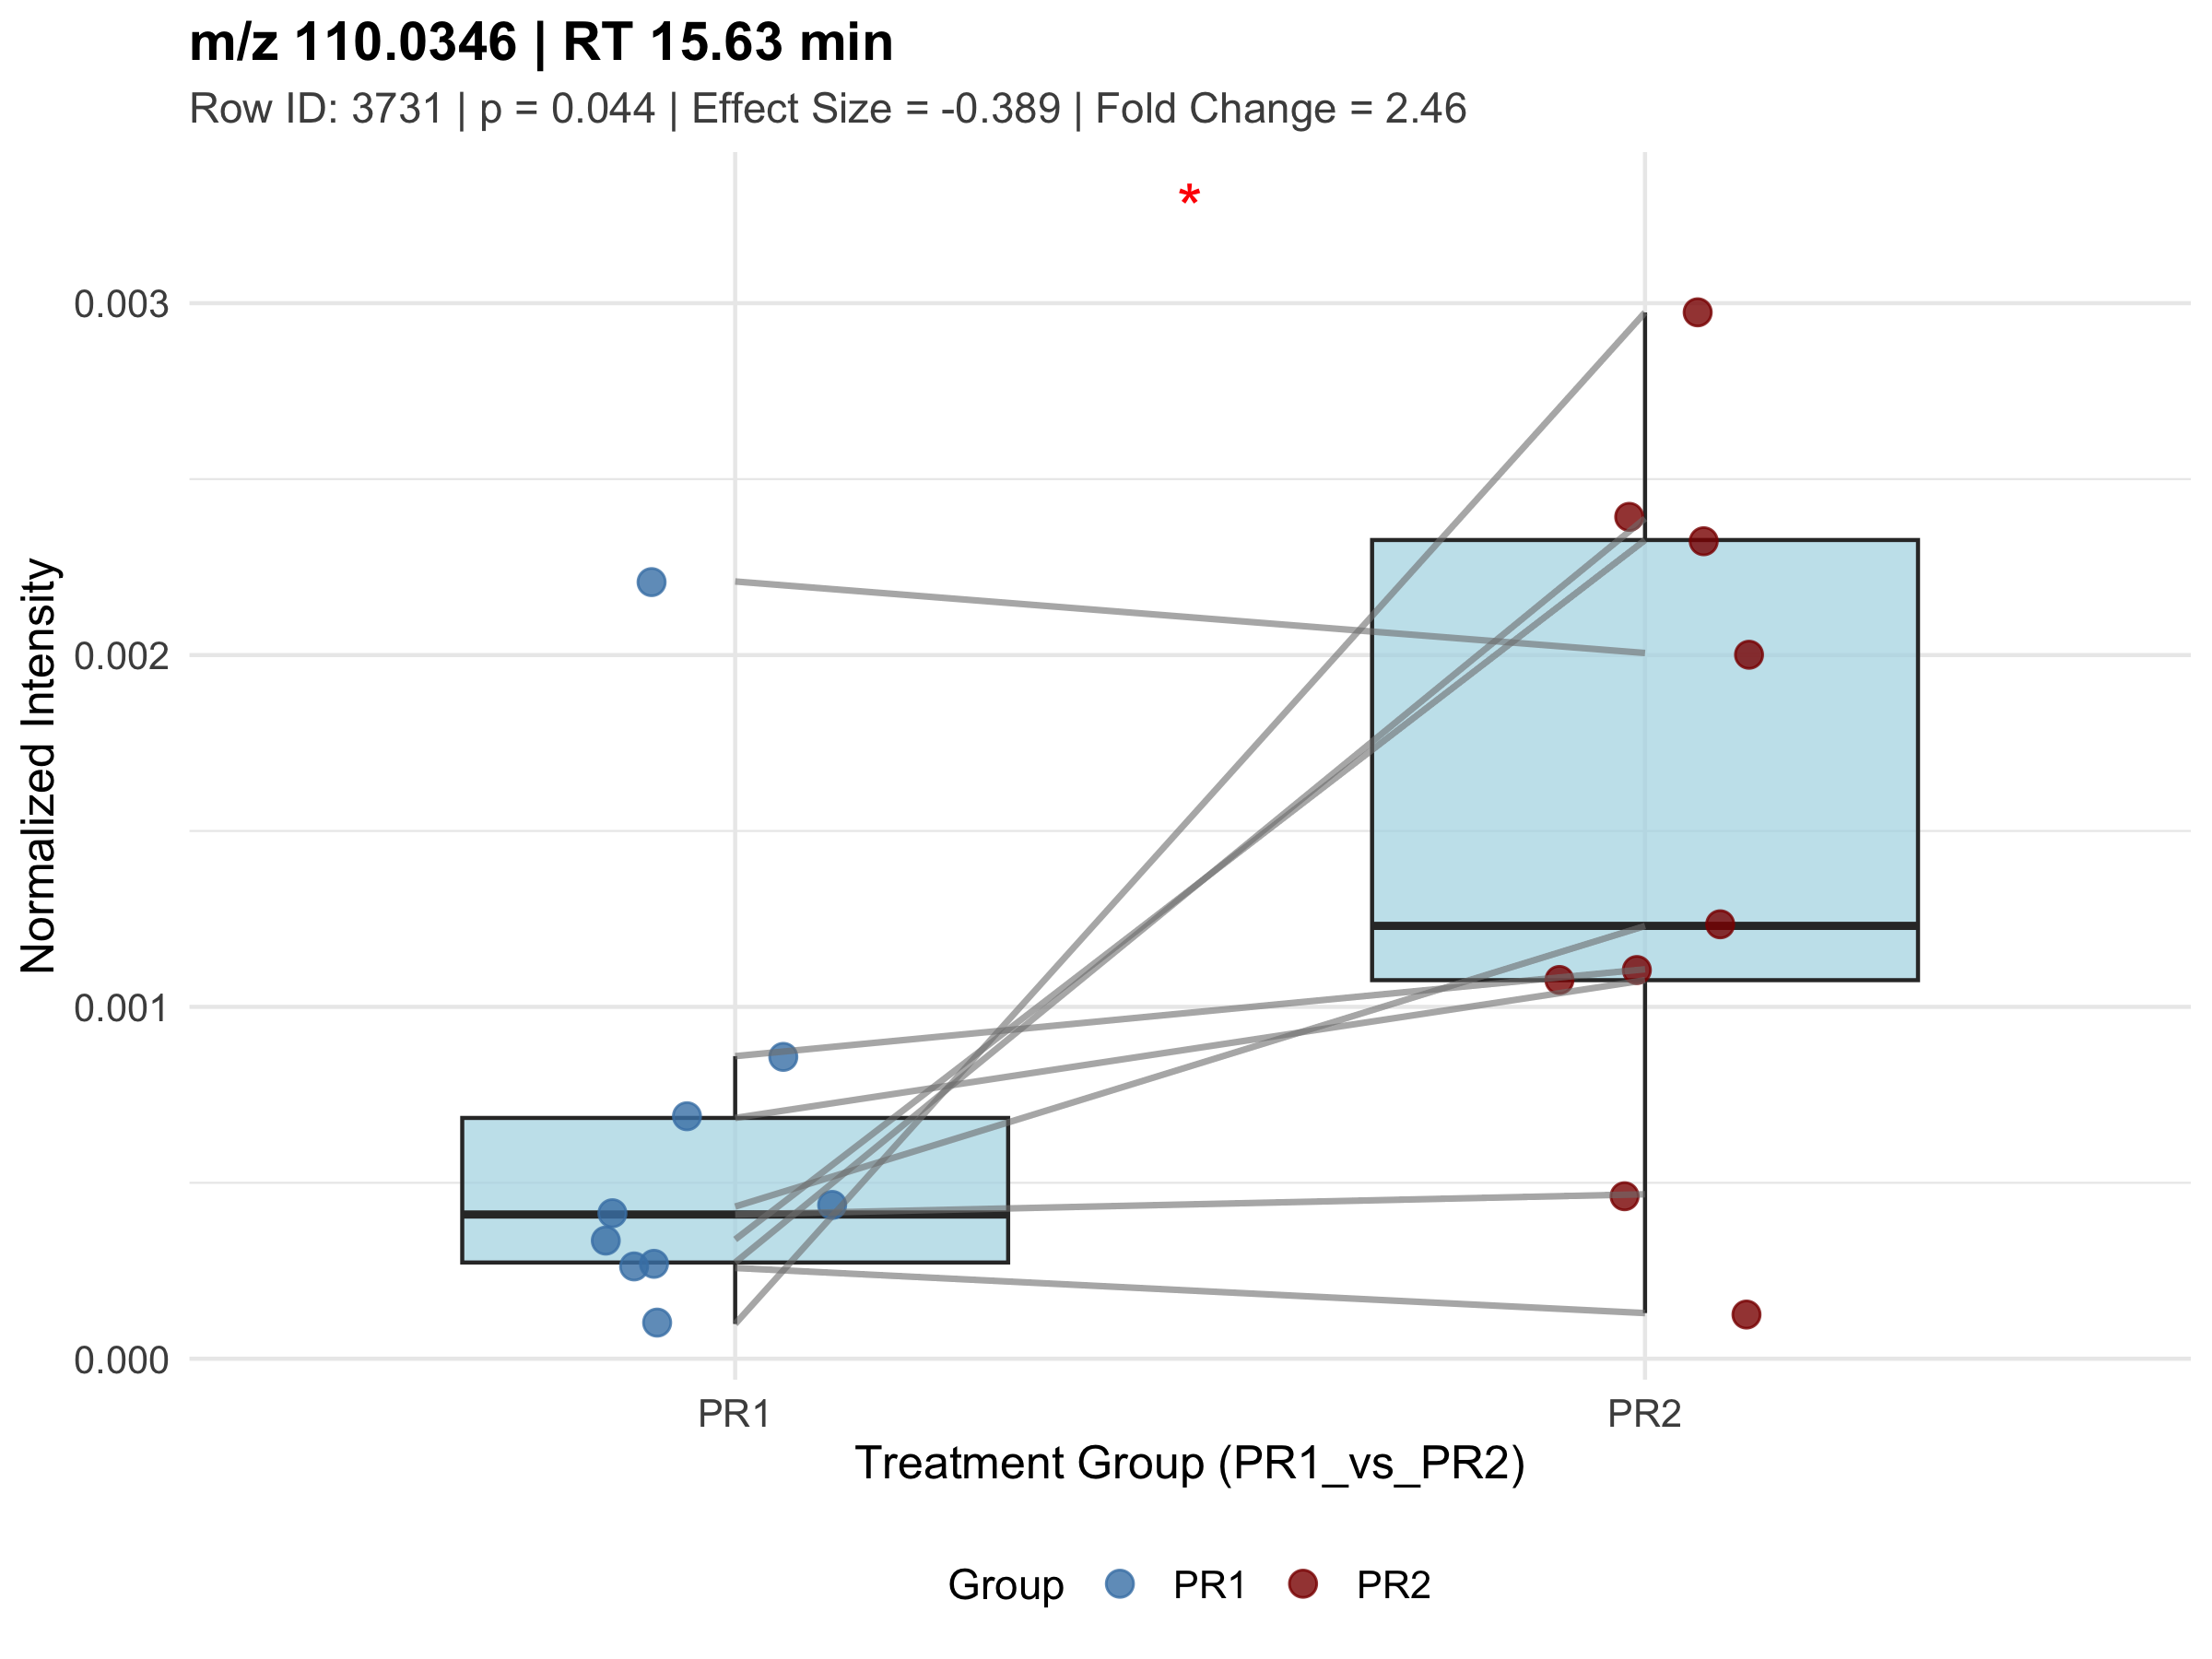 m/z 110.0346 | RT 15.63 min
Row ID: 3731 | p = 0.044 | Effect Size = -0.389 | Fold Change = 2.46
*
Normalized Intensity
0.003
0.002
0.001
0.000
PR1
PR2
Treatment Group (PR1_vs_PR2)
Group PR1 PR2